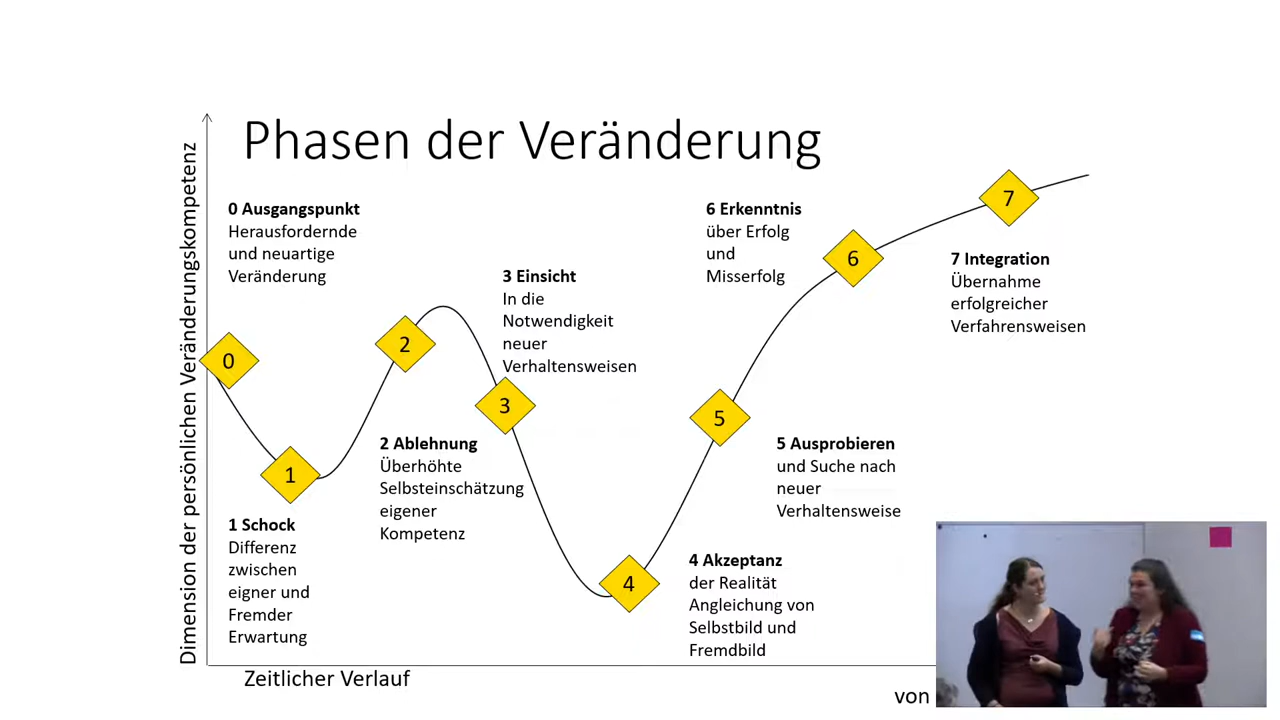 Phasen der Veränderung
Dimension der persönlichen Veränderungskompetenz
0 Ausgangspunkt
Herausfordernde
und neuartige
Veränderung
0
1
1 Schock
Differenz
zwischen
eigner und
Fremder
Erwartung
2
2 Ablehnung
Überhöhte
Selbsteinschätzung
eigener
Kompetenz
3 Einsicht
In die
Notwendigkeit
neuer
Verhaltensweisen
3
4
4 Akzeptanz
der Realität
Angleichung von
Selbstbild und
Fremdbild
5
5 Ausprobieren
und Suche nach
neuer
Verhaltensweise
6 Erkenntnis
über Erfolg
und
Misserfolg
6
7
7 Integration
Übernahme
erfolgreicher
Verfahrensweisen
Zeitlicher Verlauf
von